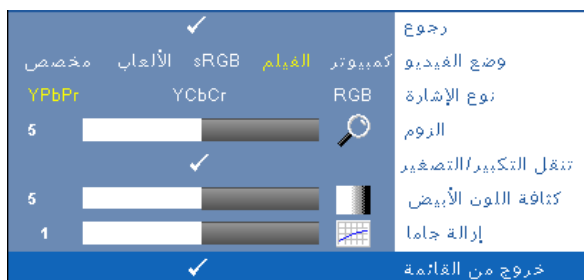 رجوع
وضع الفيديو كمبيوتر الفيلم sRGB الألعاب مخصص
نوع الإشارة RGB YCbCr YPbPr
الزوم 5
تنقل التكبير/التصغير
كثافة اللون الأبيض 5
إزالة جاما 1
خروج من القائمة